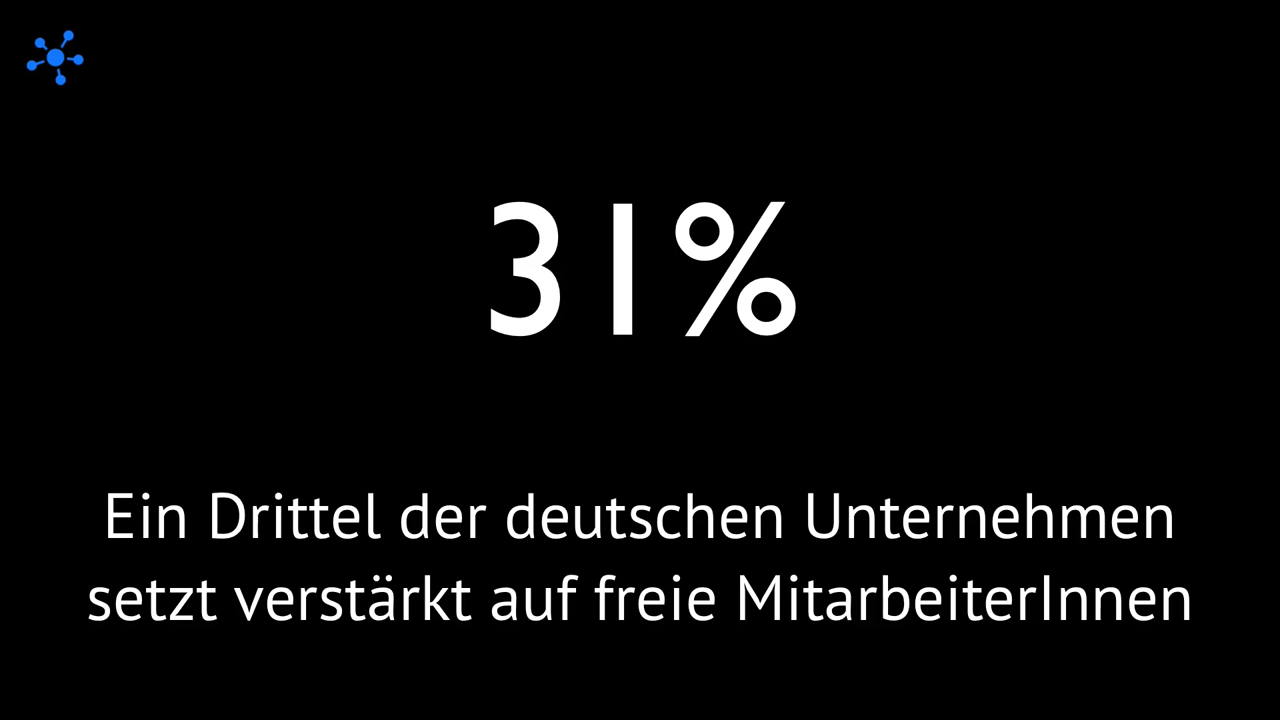 31%
Ein Drittel der deutschen Unternehmen
setzt verstärkt auf freie MitarbeiterInnen